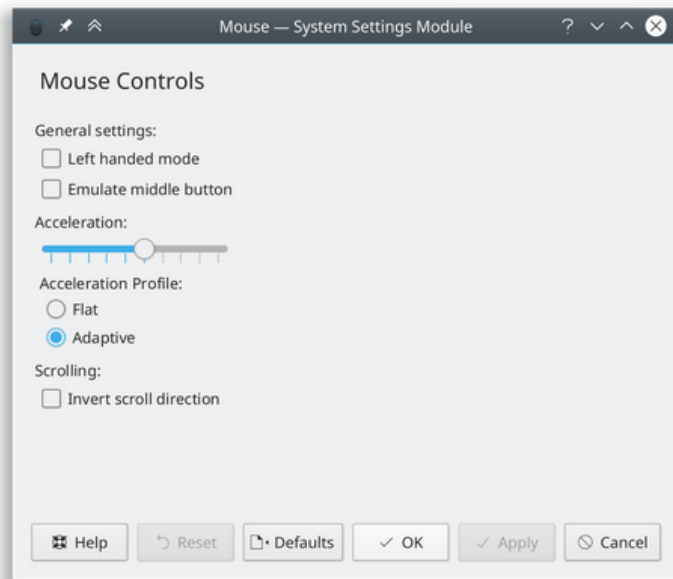 Mouse — System Settings Module
Mouse Controls
General settings:
Left handed mode
Emulate middle button
Acceleration:
Acceleration Profile:
Flat
Adaptive
Scrolling:
Invert scroll direction
Help Reset Defaults OK Apply Cancel